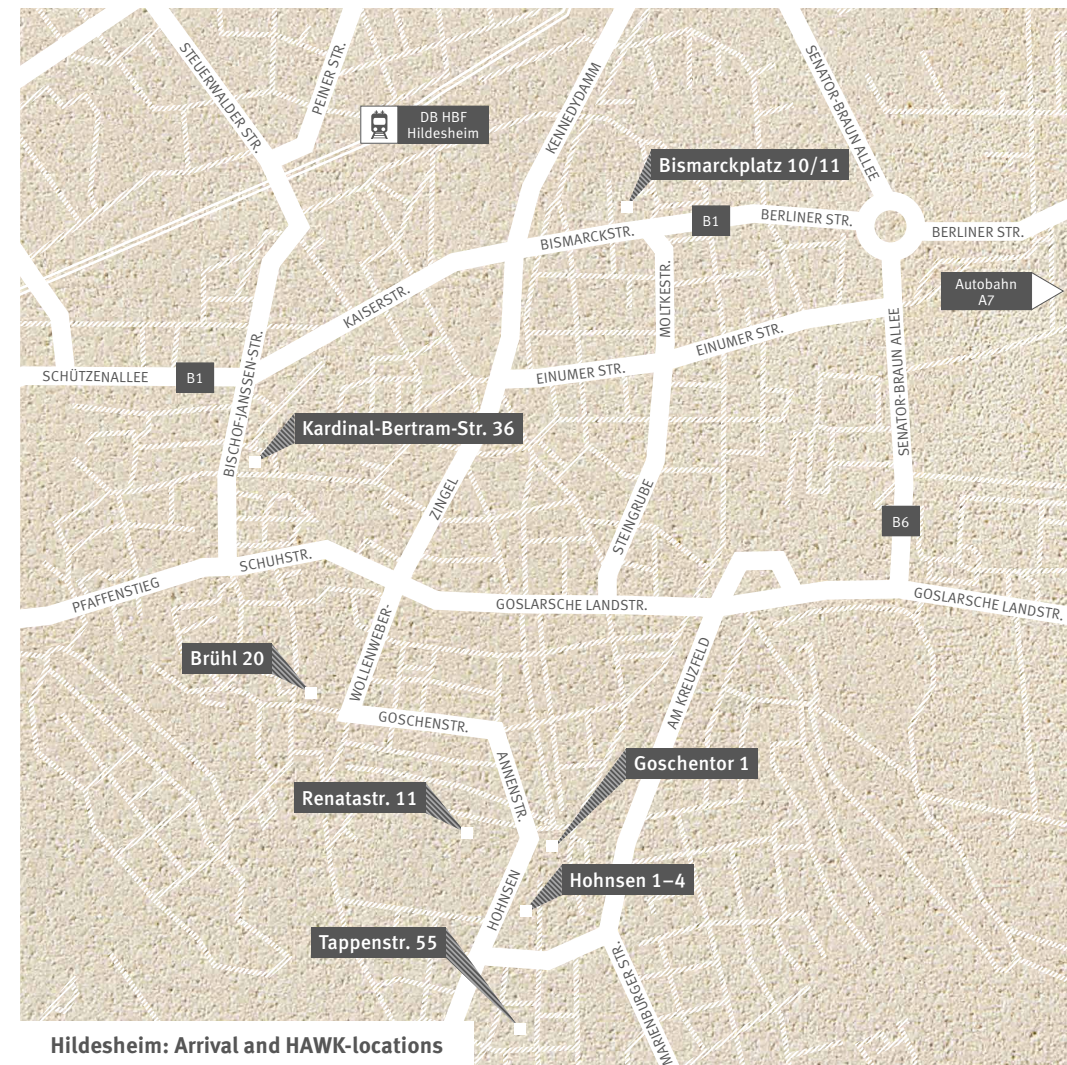 STEUERWALDER STR.
PEINER STR.
DB HBF
Hildesheim
KENNEDYDAMM
SENATOR-BRAUN ALLEE
Bismarckplatz 10/11
BISMARCKSTR.
B1
BERLINER STR.
BERLINER STR.
Autobahn
A7
KAISERSTR.
MOLTKESTR.
EINUMER STR.
EINUMER STR.
SENATOR-BRAUN ALLEE
SCHÜTZENALLEE
B1
BISCHOF-JANSSEN-STR.
Kardinal-Bertram-Str. 36
ZINGEL
STEINGRUBE
B6
PFAFFENSTIEG
SCHUHSTR.
GOSLARSCHE LANDSTR.
GOSLARSCHE LANDSTR.
WOLLENWEBER-
Brühl 20
GOSCHENSTR.
AM KREUZFELD
ANNENSTR.
Goschentor 1
Renatastr. 11
Hohnsen 1–4
HOHNSEN
Tappenstr. 55
MARIENBURGER STR.
Hildesheim: Arrival and HAWK-locations